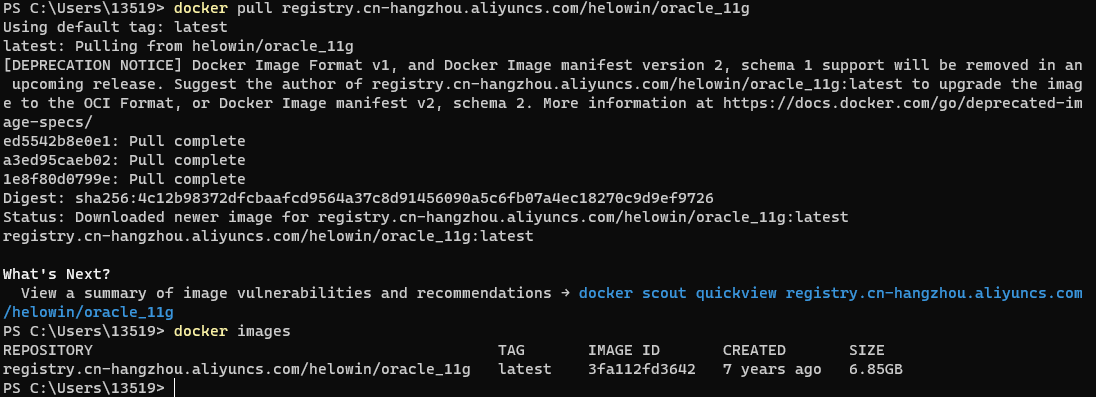 PS C:\Users\13519> docker pull registry.cn-hangzhou.aliyuncs.com/helowin/oracle_11g
Using default tag: latest
latest: Pulling from helowin/oracle_11g
[DEPRECATION NOTICE] Docker Image Format v1, and Docker Image manifest version 2, schema 1 support will be removed in an
 upcoming release. Suggest the author of registry.cn-hangzhou.aliyuncs.com/helowin/oracle_11g:latest to upgrade the imag
e to the OCI Format, or Docker Image manifest v2, schema 2. More information at https://docs.docker.com/go/deprecated-im
age-specs/
ed5542b8e0e1: Pull complete
a3ed95caeb02: Pull complete
1e8f80d0799e: Pull complete
Digest: sha256:4c12b98372dfcbaafcd9564a37c8d91456090a5c6fb07a4ec18270c9d9ef9726
Status: Downloaded newer image for registry.cn-hangzhou.aliyuncs.com/helowin/oracle_11g:latest
registry.cn-hangzhou.aliyuncs.com/helowin/oracle_11g:latest
What's Next?
  View a summary of image vulnerabilities and recommendations → docker scout quickview registry.cn-hangzhou.aliyuncs.com
/helowin/oracle_11g
PS C:\Users\13519> docker images
REPOSITORY                                             TAG       IMAGE ID       CREATED       SIZE
registry.cn-hangzhou.aliyuncs.com/helowin/oracle_11g   latest    3fa112fd3642   7 years ago   6.85GB
PS C:\Users\13519>